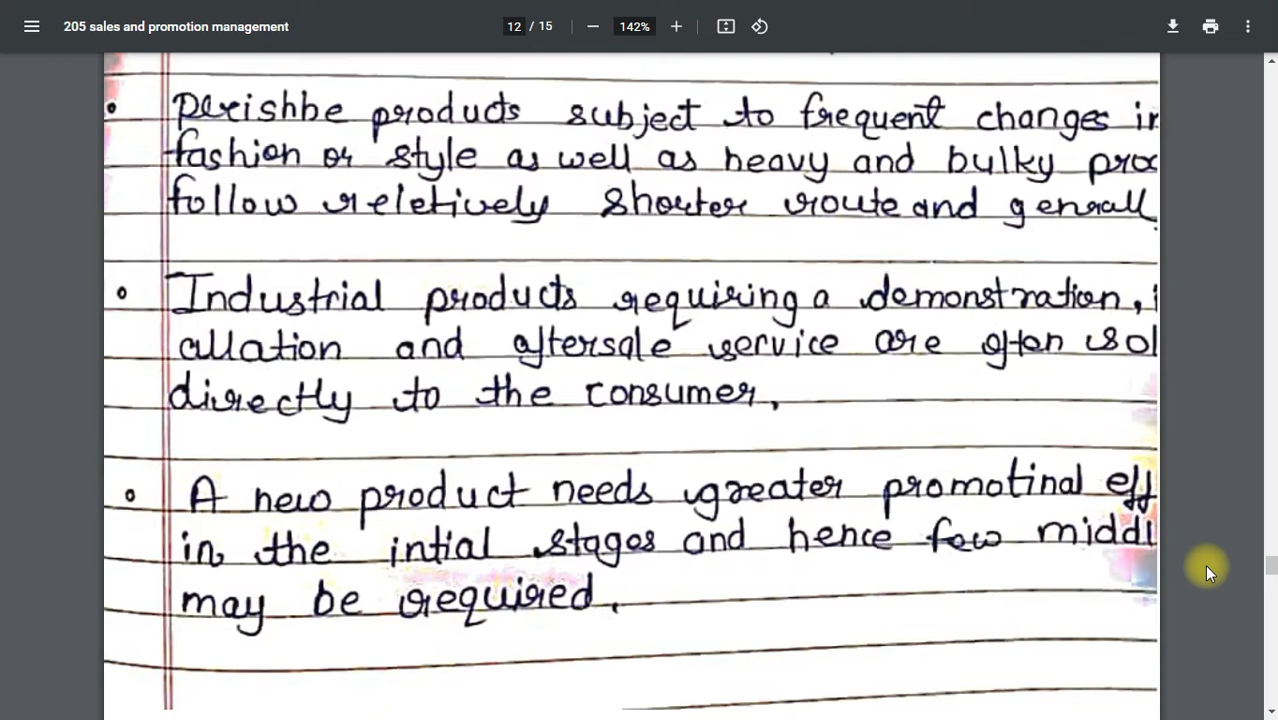 205 sales and promotion management
12 / 15
142%
• perishbe products subject to frequent changes in
fashion or style as well as heavy and bulky pro
follow reletively shorter route and genrall
• Industrial products requiring a demonstration, i
allation and aftersale service are often sol
directly to the consumer,
• A new product needs greater promotinal eff
in the intial stages and hence few middl
may be required.